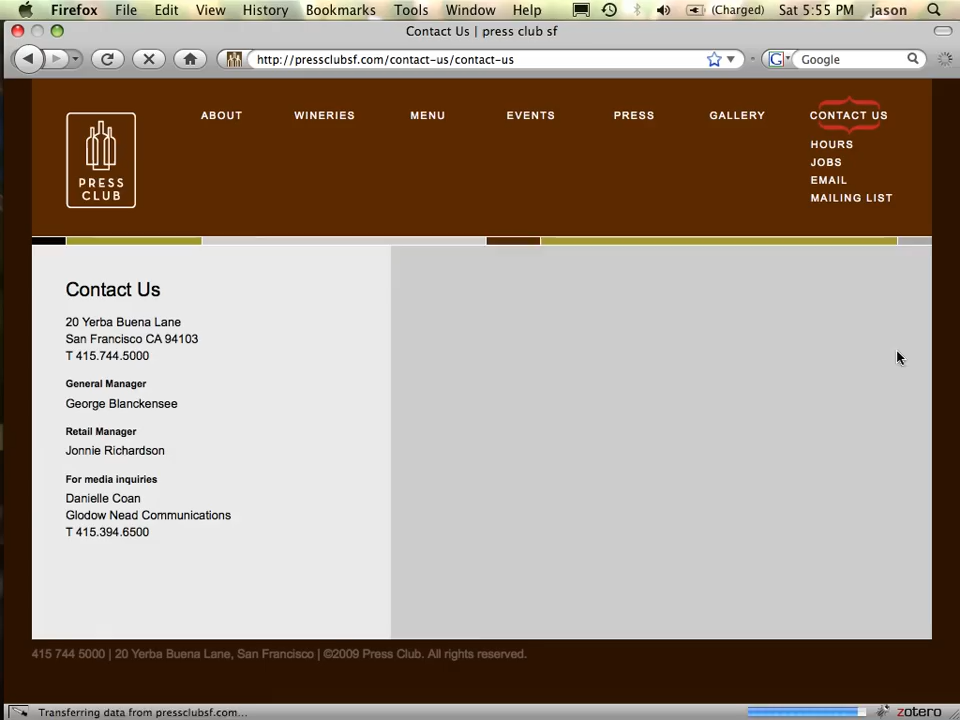 Firefox File Edit View History Bookmarks Tools Window Help (Charged) Sat 5:55 PM jason
Contact Us | press club sf
http://pressclubsf.com/contact-us/contact-us
G Google
PRESS CLUB
ABOUT WINERIES MENU EVENTS PRESS GALLERY CONTACT US
HOURS
JOBS
EMAIL
MAILING LIST
Contact Us
20 Yerba Buena Lane
San Francisco CA 94103
T 415.744.5000
General Manager
George Blanckensee
Retail Manager
Jonnie Richardson
For media inquiries
Danielle Coan
Glodow Nead Communications
T 415.394.6500
415 744 5000 | 20 Yerba Buena Lane, San Francisco | ©2009 Press Club. All rights reserved.
Transferring data from pressclubsf.com... zotero